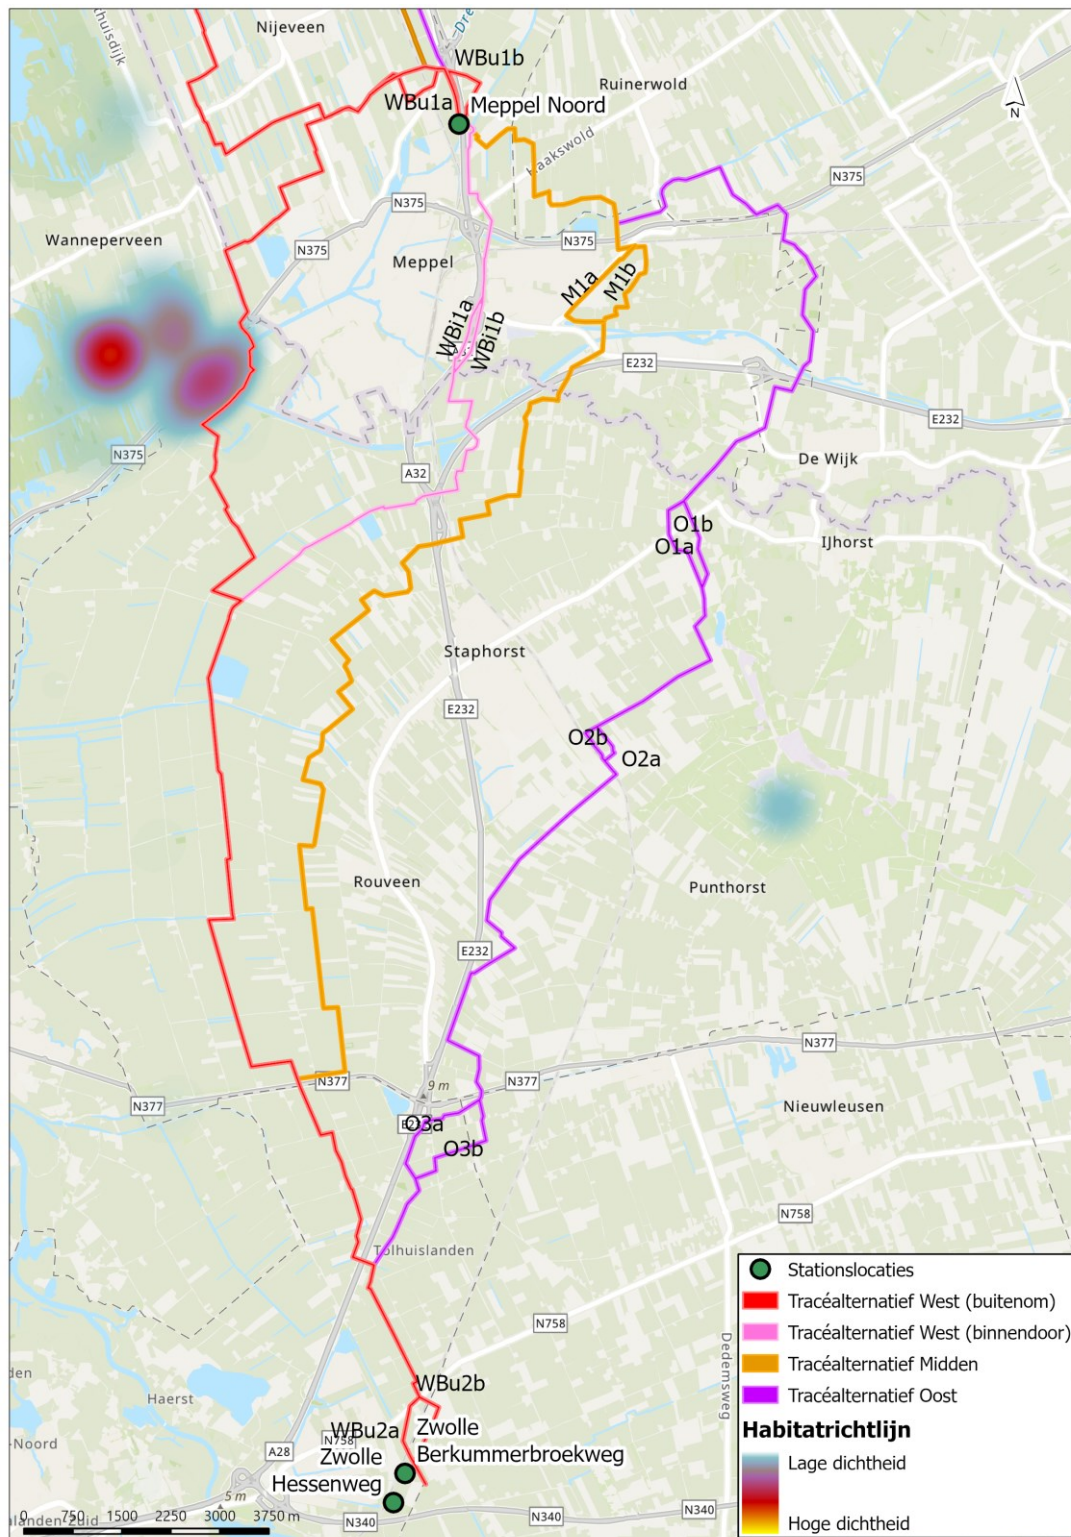 Nijeveen
WBu1b
Ruinerwold
WBu1a
Meppel Noord
N
Haakswold
N375
N375
Wanneperveen
N375
N375
Meppel
M1a
M1b
WBi1a
WBi1b
E232
E232
N375
De Wijk
A32
O1b
IJhorst
O1a
Staphorst
E232
O2b
O2a
Rouveen
Punthorst
E232
N377
N377
N377
9 m
N377
Nieuwleusen
O3a
O3b
N758
Tolhuislanden
N758
Dedemsweg
WBu2b
Haerst
WBu2a
Zwolle
Berkummerbroekweg
N758
Zwolle
Hessenweg
A28
5 m
N340
N340
0 750 1500 2250 3000 3750 m
Stationslocaties
Tracéalternatief West (buitenom)
Tracéalternatief West (binnendoor)
Tracéalternatief Midden
Tracéalternatief Oost
Habitatrichtlijn
Lage dichtheid
Hoge dichtheid